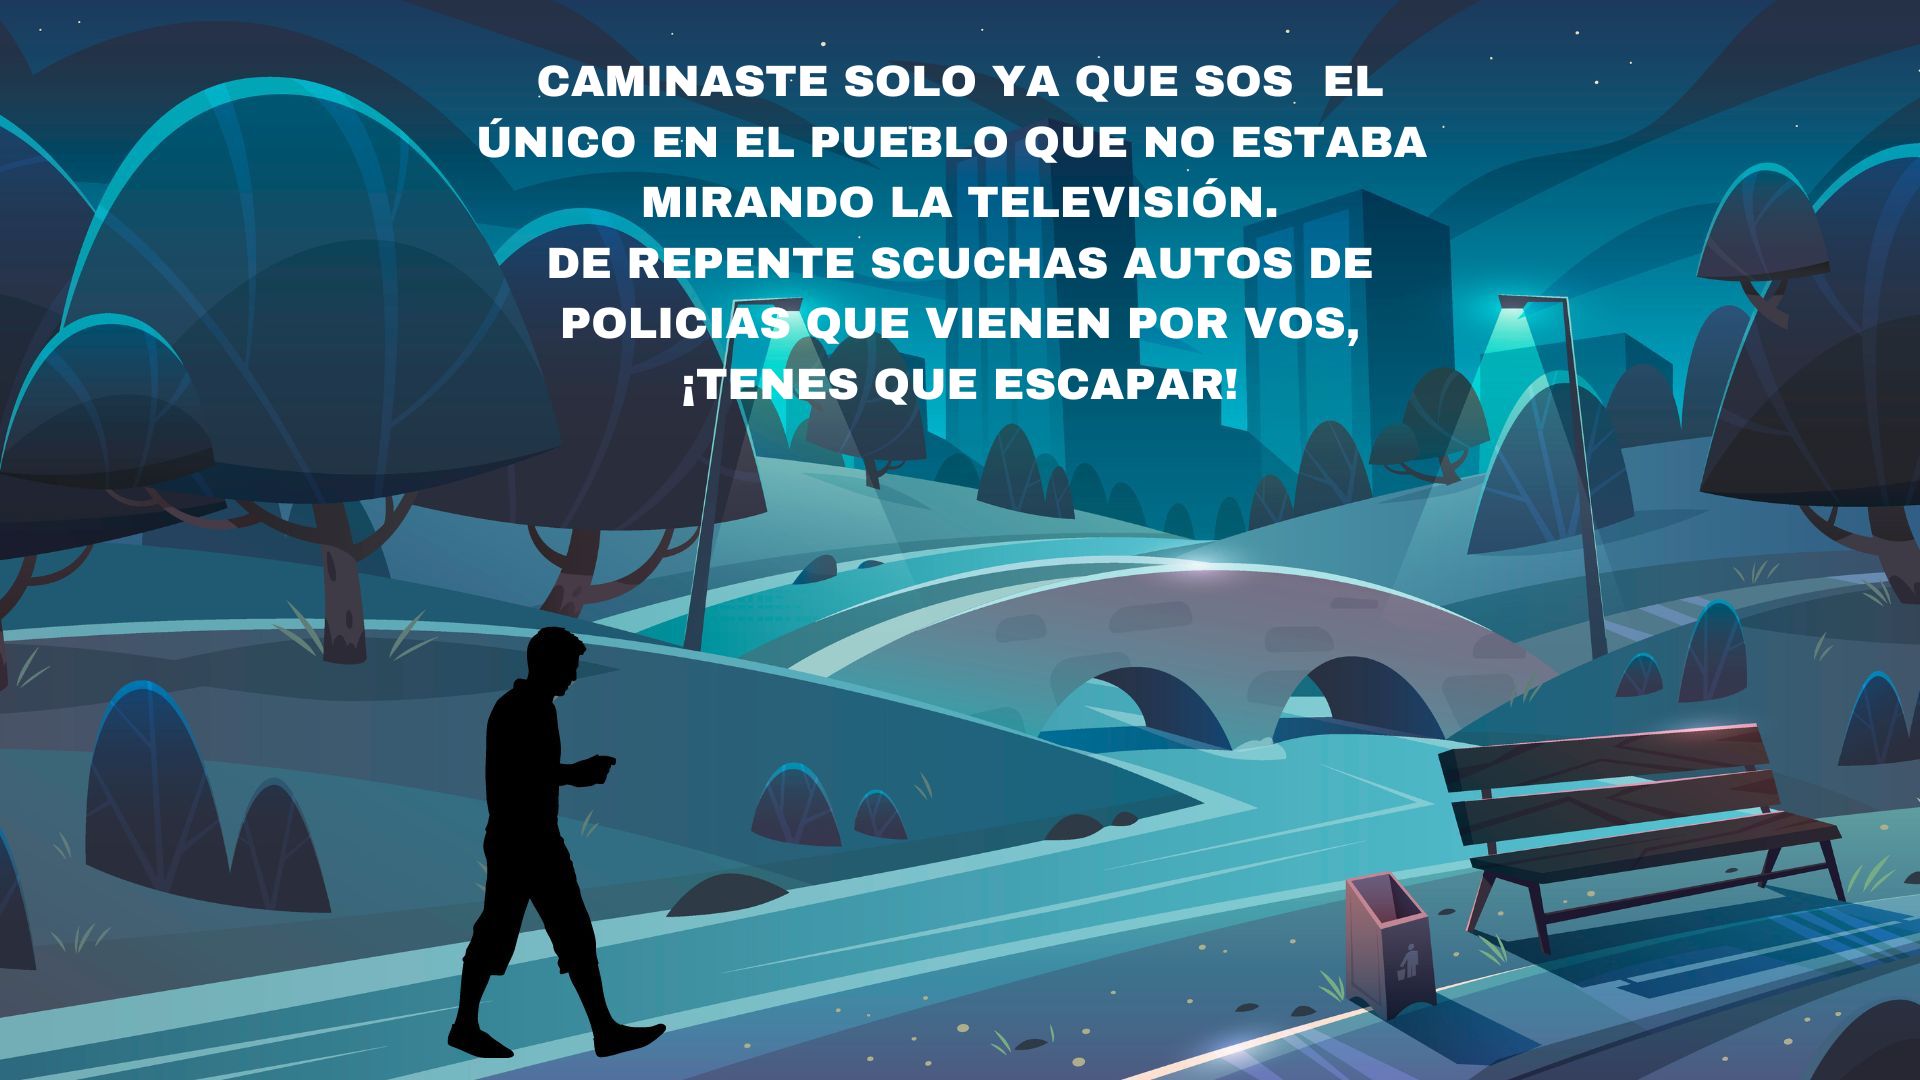 CAMINASTE SOLO YA QUE SOS  EL
ÚNICO EN EL PUEBLO QUE NO ESTABA
MIRANDO LA TELEVISIÓN.
DE REPENTE SCUCHAS AUTOS DE
POLICIAS QUE VIENEN POR VOS,
¡TENES QUE ESCAPAR!